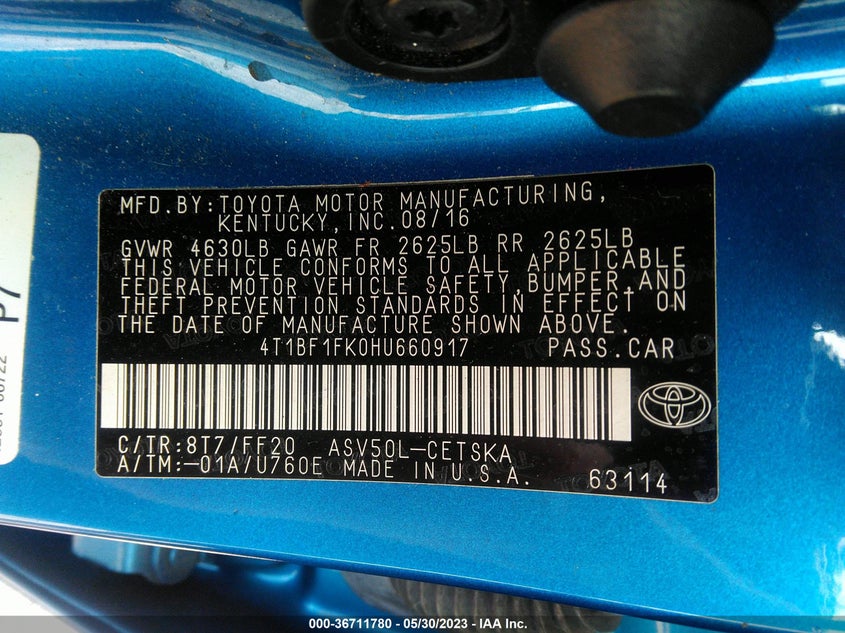 MFD.BY:TOYOTA MOTOR MANUFACTURING,
KENTUCKY,INC.08/16
GVWR 4630LB GAWR FR 2625LB RR 2625LB
THIS VEHICLE CONFORMS TO ALL APPLICABLE
FEDERAL MOTOR VEHICLE SAFETY,BUMPER,AND
THEFT PREVENTION STANDARDS IN EFFECT ON
THE DATE OF MANUFACTURE SHOWN ABOVE.
4T1BF1FK0HU660917 PASS.CAR
C/TR:8T7/FF20 ASV50L-CETSKA
A/TM:-01A/U760E MADE IN U.S.A. 63114
P7
000-36711780 - 05/30/2023 - IAA Inc.